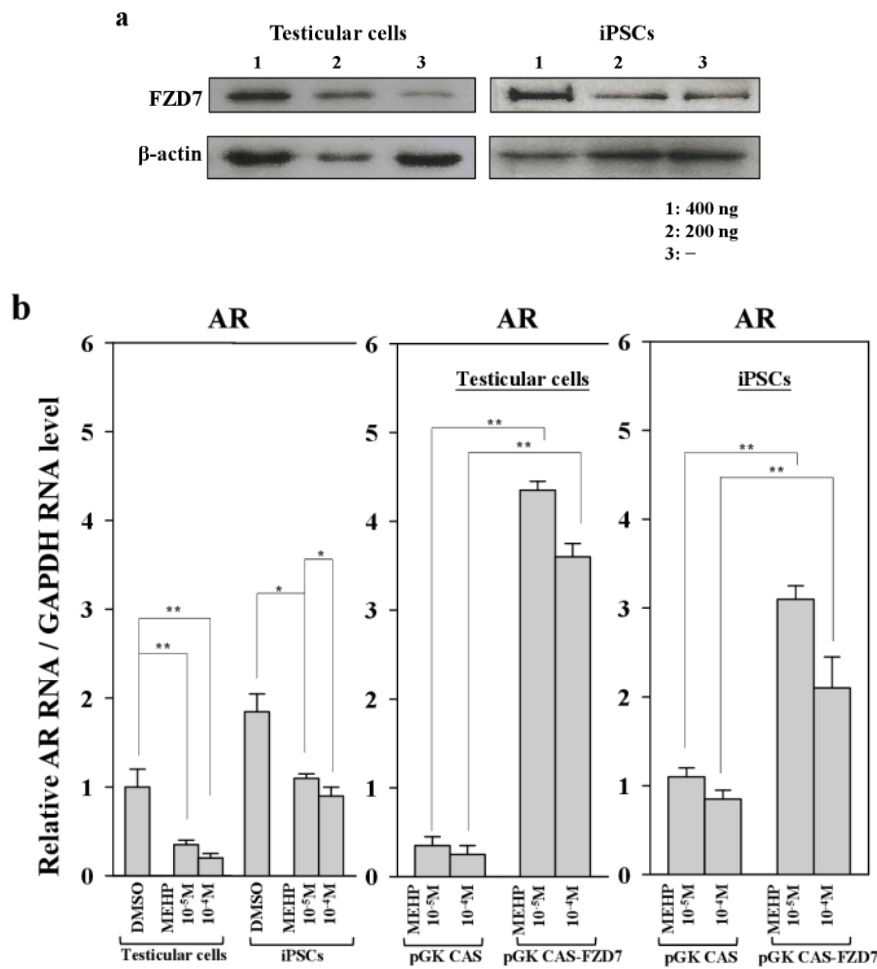 a
Testicular cells
iPSCs
1 2 3
1 2 3
FZD7
β-actin
1: 400 ng
2: 200 ng
3: –
b
AR
AR
AR
Relative AR RNA / GAPDH RNA level
6
5
4
3
2
1
0
**
**
*
*
DMSO
MEHP
10⁻⁵M
10⁻⁴M
DMSO
MEHP
10⁻⁵M
10⁻⁴M
Testicular cells
iPSCs
6
5
4
3
2
1
0
Testicular cells
**
**
MEHP
10⁻⁵M
10⁻⁴M
MEHP
10⁻⁵M
10⁻⁴M
pGK CAS
pGK CAS-FZD7
6
5
4
3
2
1
0
iPSCs
**
**
MEHP
10⁻⁵M
10⁻⁴M
MEHP
10⁻⁵M
10⁻⁴M
pGK CAS
pGK CAS-FZD7